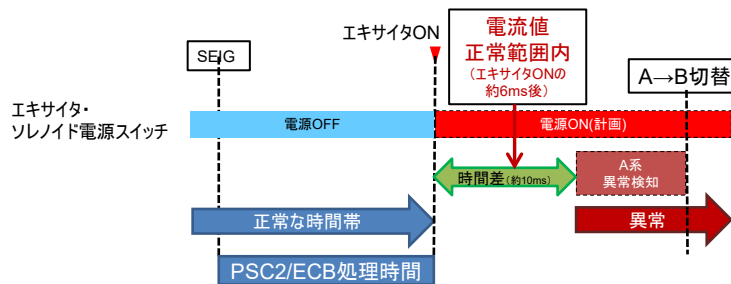 エキサイタON
SEIG
電流値
正常範囲内
(エキサイタONの
約6ms後)
A→B切替
エキサイタ・
ソレノイド電源スイッチ
電源OFF
電源ON(計画)
時間差(約10ms)
A系
異常検知
正常な時間帯
異常
PSC2/ECB処理時間